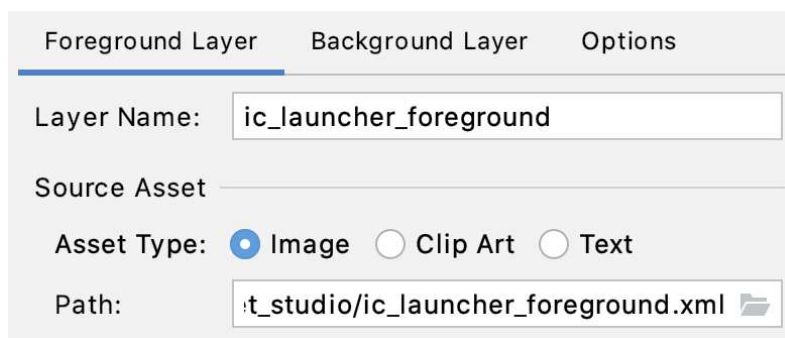 Foreground Layer Background Layer Options
Layer Name: ic_launcher_foreground
Source Asset
Asset Type: Image Clip Art Text
Path: t_studio/ic_launcher_foreground.xml